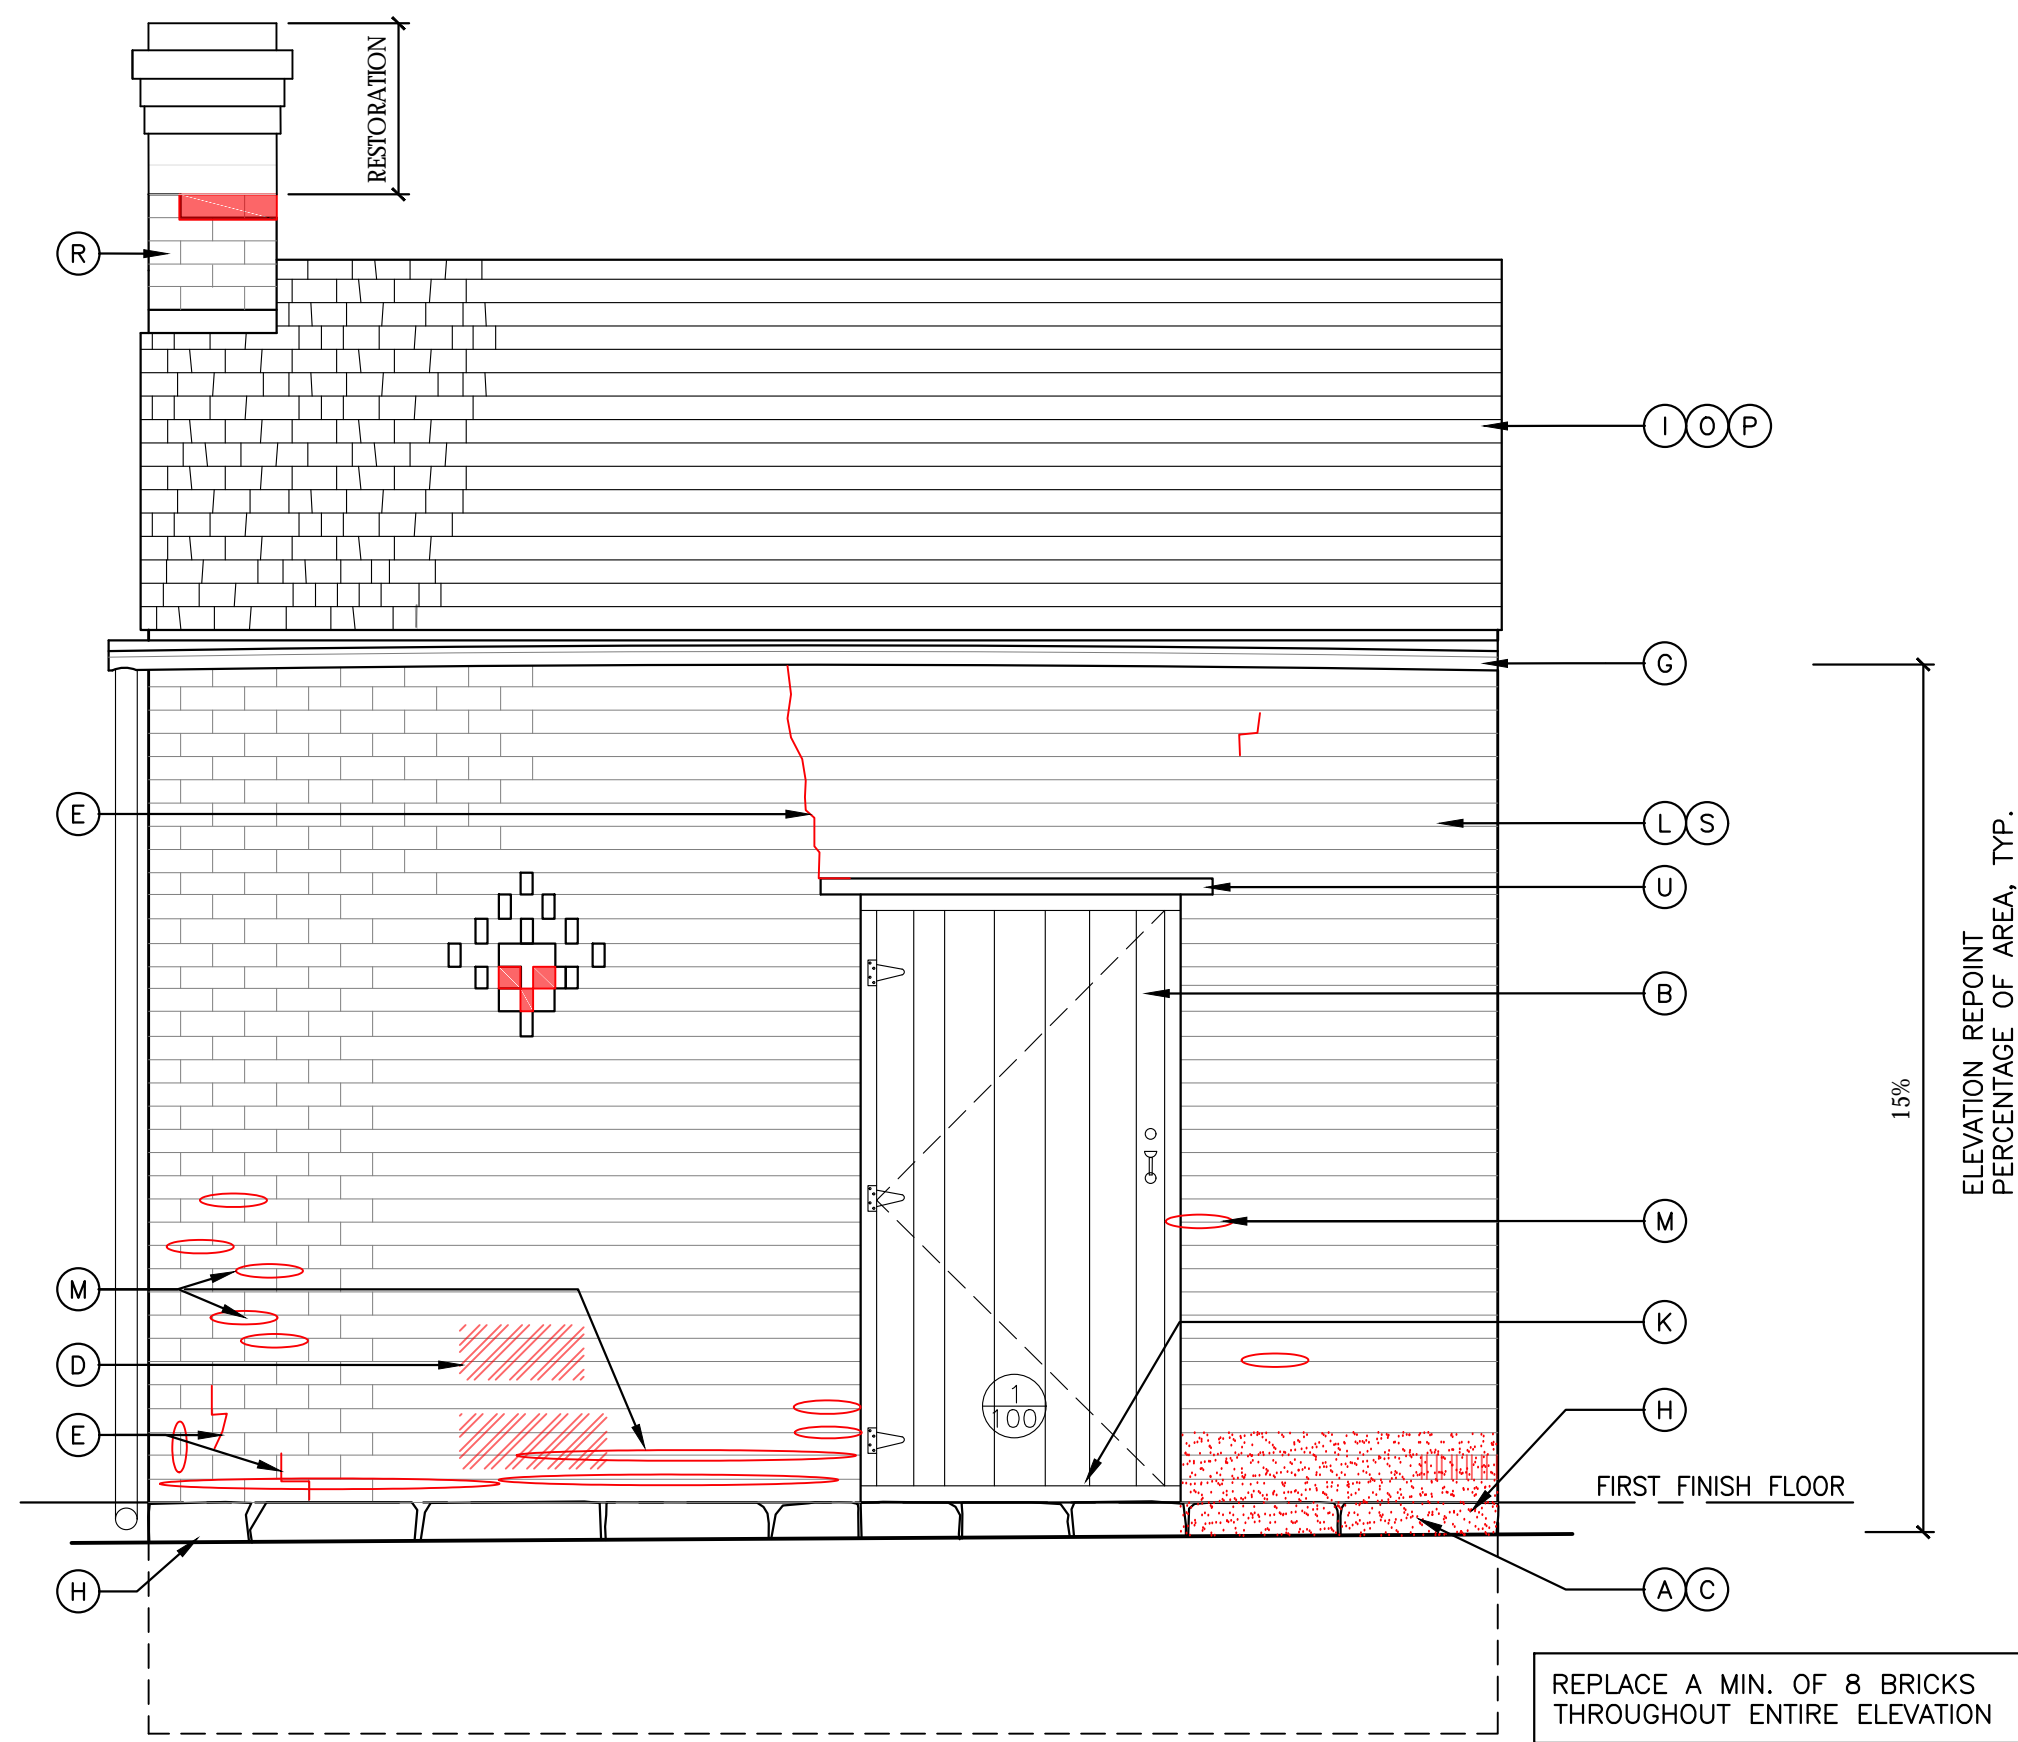 RESTORATION
R
I O P
G
E
L S
U
B
ELEVATION REPOINT
PERCENTAGE OF AREA, TYP.
15%
M
M
K
D
1
100
H
E
FIRST FINISH FLOOR
H
A C
REPLACE A MIN. OF 8 BRICKS
THROUGHOUT ENTIRE ELEVATION